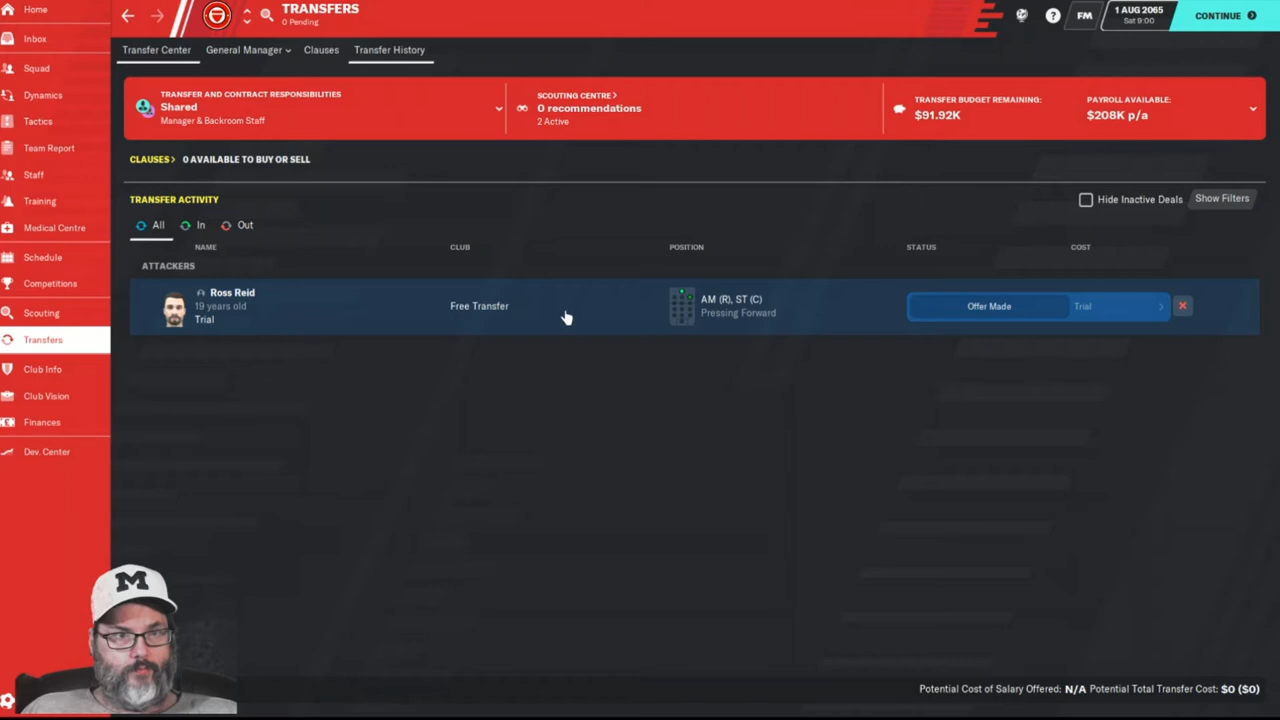 Home
Inbox
Squad
Dynamics
Tactics
Team Report
Staff
Training
Medical Centre
Schedule
Competitions
Scouting
Transfers
Club Info
Club Vision
Finances
Dev. Center
TRANSFERS
0 Pending
FM
1 AUG 2065
Sat 9:00
CONTINUE
Transfer Center
General Manager
Clauses
Transfer History
TRANSFER AND CONTRACT RESPONSIBILITIES
Shared
Manager & Backroom Staff
SCOUTING CENTRE >
0 recommendations
2 Active
TRANSFER BUDGET REMAINING:
$91.92K
PAYROLL AVAILABLE:
$208K p/a
CLAUSES > 0 AVAILABLE TO BUY OR SELL
TRANSFER ACTIVITY
Hide Inactive Deals
Show Filters
All
In
Out
NAME
CLUB
POSITION
STATUS
COST
ATTACKERS
Ross Reid
19 years old
Trial
Free Transfer
AM (R), ST (C)
Pressing Forward
Offer Made
Trial
M
Potential Cost of Salary Offered: N/A Potential Total Transfer Cost: $0 ($0)